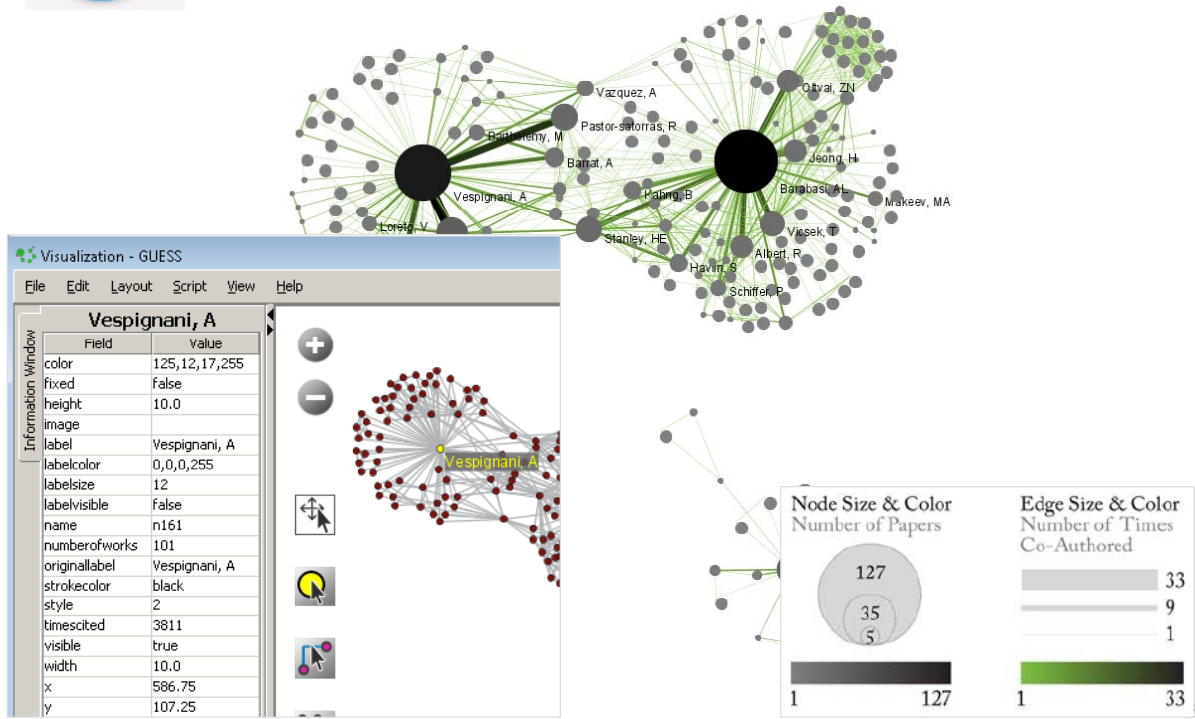 Oltvai, ZN
Vazquez, A
Pastor-satorras, R
Barthelemy, M
Barrat, A
Jeong, H
Vespignani, A
Kahng, B
Barabasi, AL
Makeev, MA
Loreto, V
Stanley, HE
Vicsek, T
Albert, R
Havlin, S
Schiffer, P
Visualization - GUESS
File Edit Layout Script View Help
Information Window
Vespignani, A
Field Value
color 125,12,17,255
fixed false
height 10.0
image
label Vespignani, A
labelcolor 0,0,0,255
labelsize 12
labelvisible false
name n161
numberofworks 101
originallabel Vespignani, A
strokecolor black
style 2
timescited 3811
visible true
width 10.0
x 586.75
y 107.25
Vespignani, A
Node Size & Color
Number of Papers
127
35
5
1 127
Edge Size & Color
Number of Times
Co-Authored
33
9
1
1 33